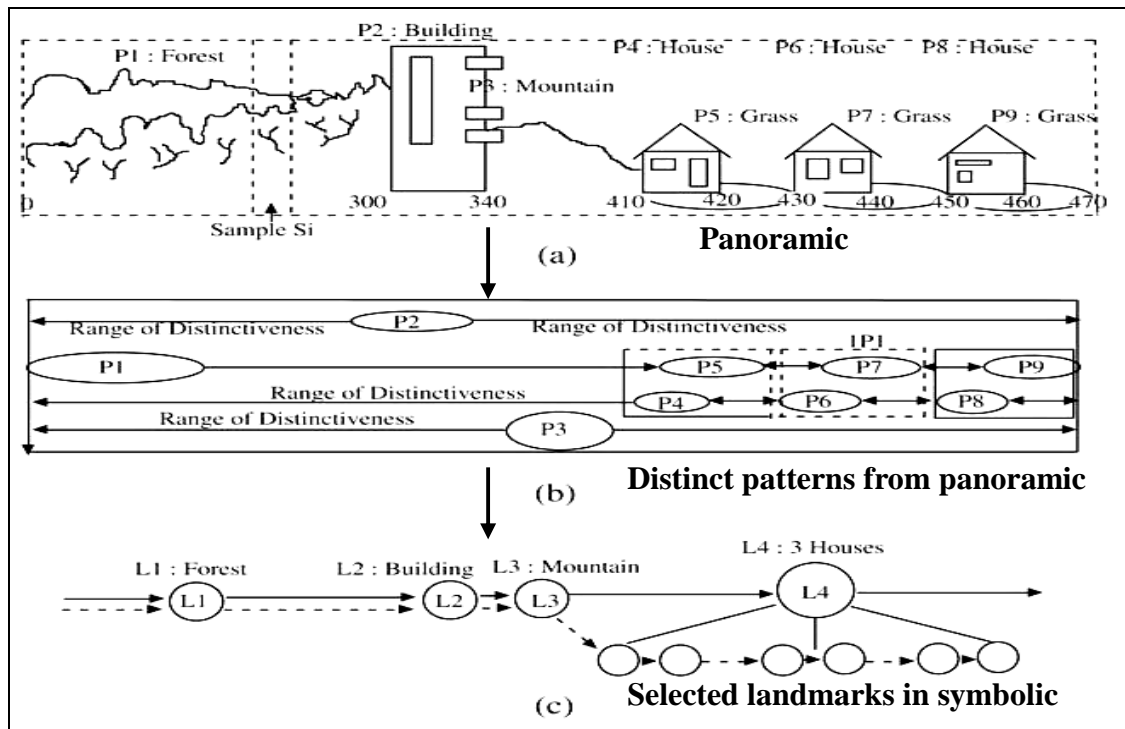 P2 : Building
P1 : Forest
P4 : House P6 : House P8 : House
P3 : Mountain
P5 : Grass P7 : Grass P9 : Grass
0 300 340 410 420 430 440 450 460 470
Sample Si
(a)
Panoramic
Range of Distinctiveness P2 Range of Distinctiveness
1P1
P1 P5 P7 P9
Range of Distinctiveness P4 P6 P8
Range of Distinctiveness P3
(b)
Distinct patterns from panoramic
L4 : 3 Houses
L1 : Forest L2 : Building L3 : Mountain
L1 L2 L3 L4
(c)
Selected landmarks in symbolic